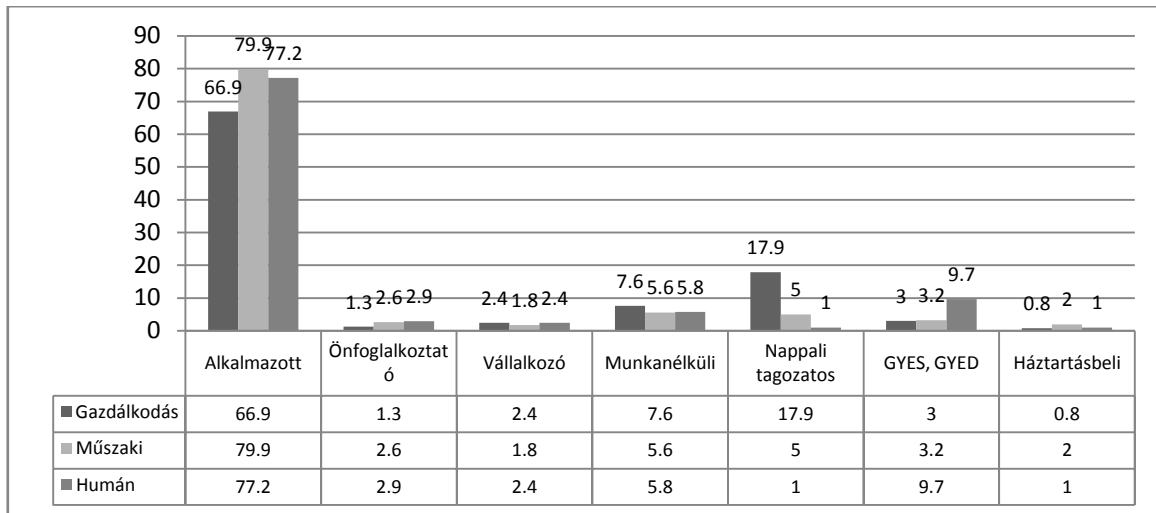 90
80
70
60
50
40
30
20
10
0
66.9 79.9 77.2
1.3 2.6 2.9
2.4 1.8 2.4
7.6 5.6 5.8
17.9 5 1
3 3.2 9.7
0.8 2 1
Alkalmazott Önfoglalkoztató Vállalkozó Munkanélküli Nappali tagozatos GYES, GYED Háztartásbeli
Gazdálkodás 66.9 1.3 2.4 7.6 17.9 3 0.8
Műszaki 79.9 2.6 1.8 5.6 5 3.2 2
Humán 77.2 2.9 2.4 5.8 1 9.7 1